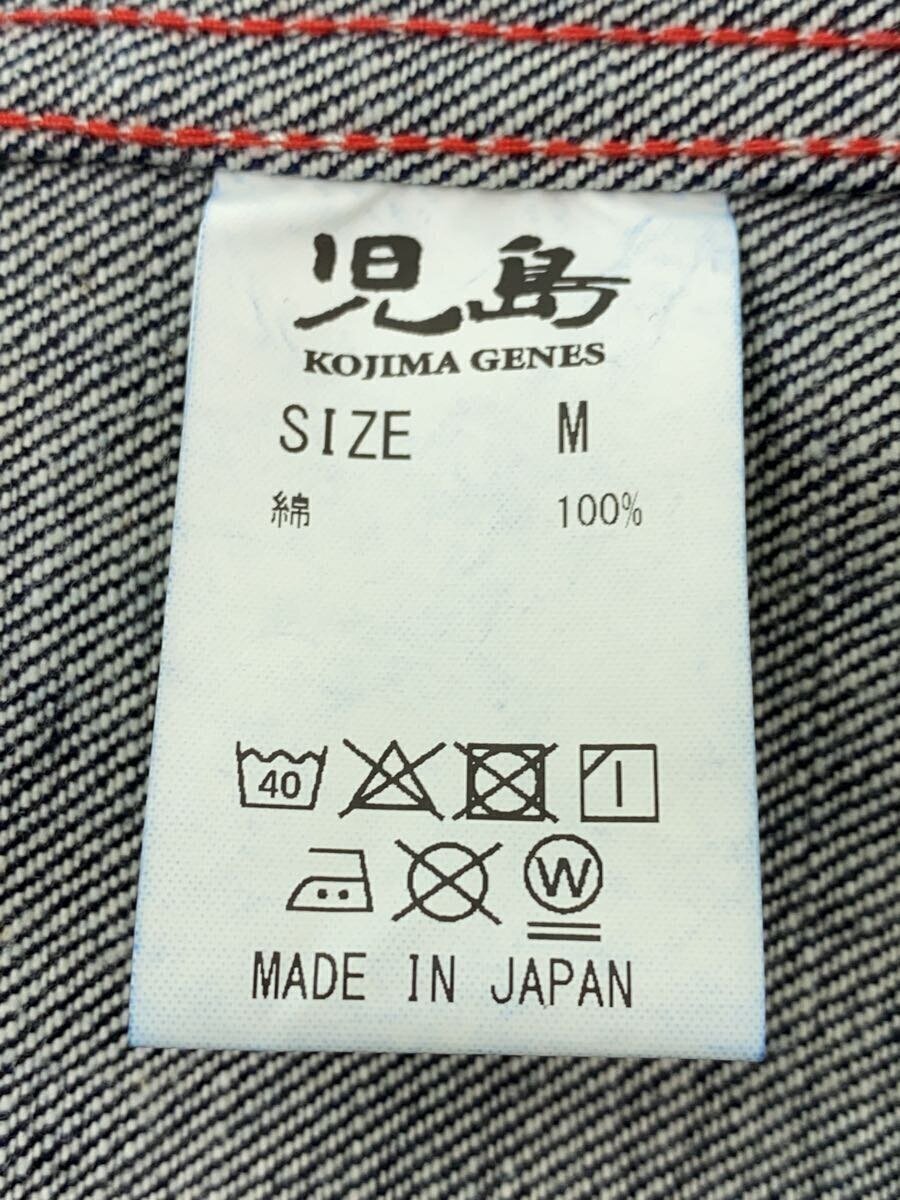 児島
KOJIMA GENES
SIZE M
綿 100%
40
W
MADE IN JAPAN